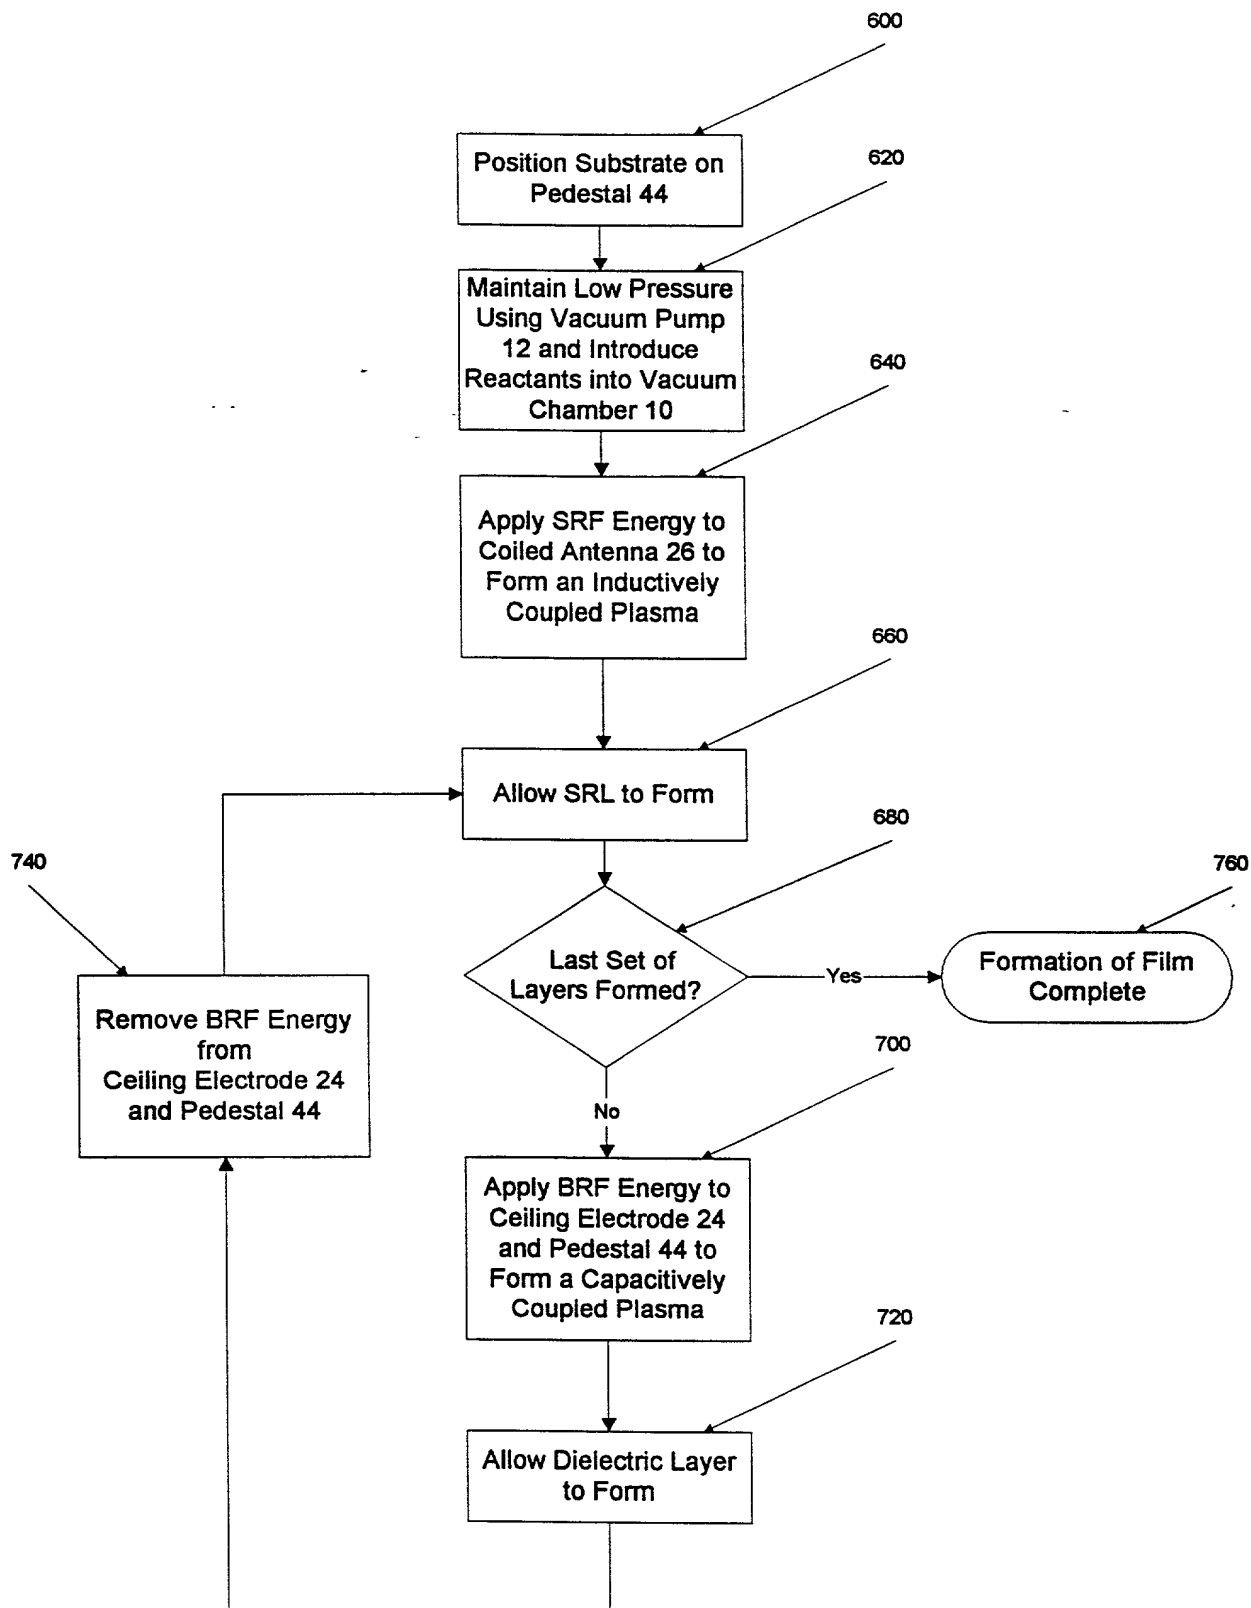 600
Position Substrate on
Pedestal 44
620
Maintain Low Pressure
Using Vacuum Pump
12 and Introduce
Reactants into Vacuum
Chamber 10
640
Apply SRF Energy to
Coiled Antenna 26 to
Form an Inductively
Coupled Plasma
660
Allow SRL to Form
680
Last Set of
Layers Formed?
Yes
760
Formation of Film
Complete
No
700
Apply BRF Energy to
Ceiling Electrode 24
and Pedestal 44 to
Form a Capacitively
Coupled Plasma
720
Allow Dielectric Layer
to Form
740
Remove BRF Energy
from
Ceiling Electrode 24
and Pedestal 44